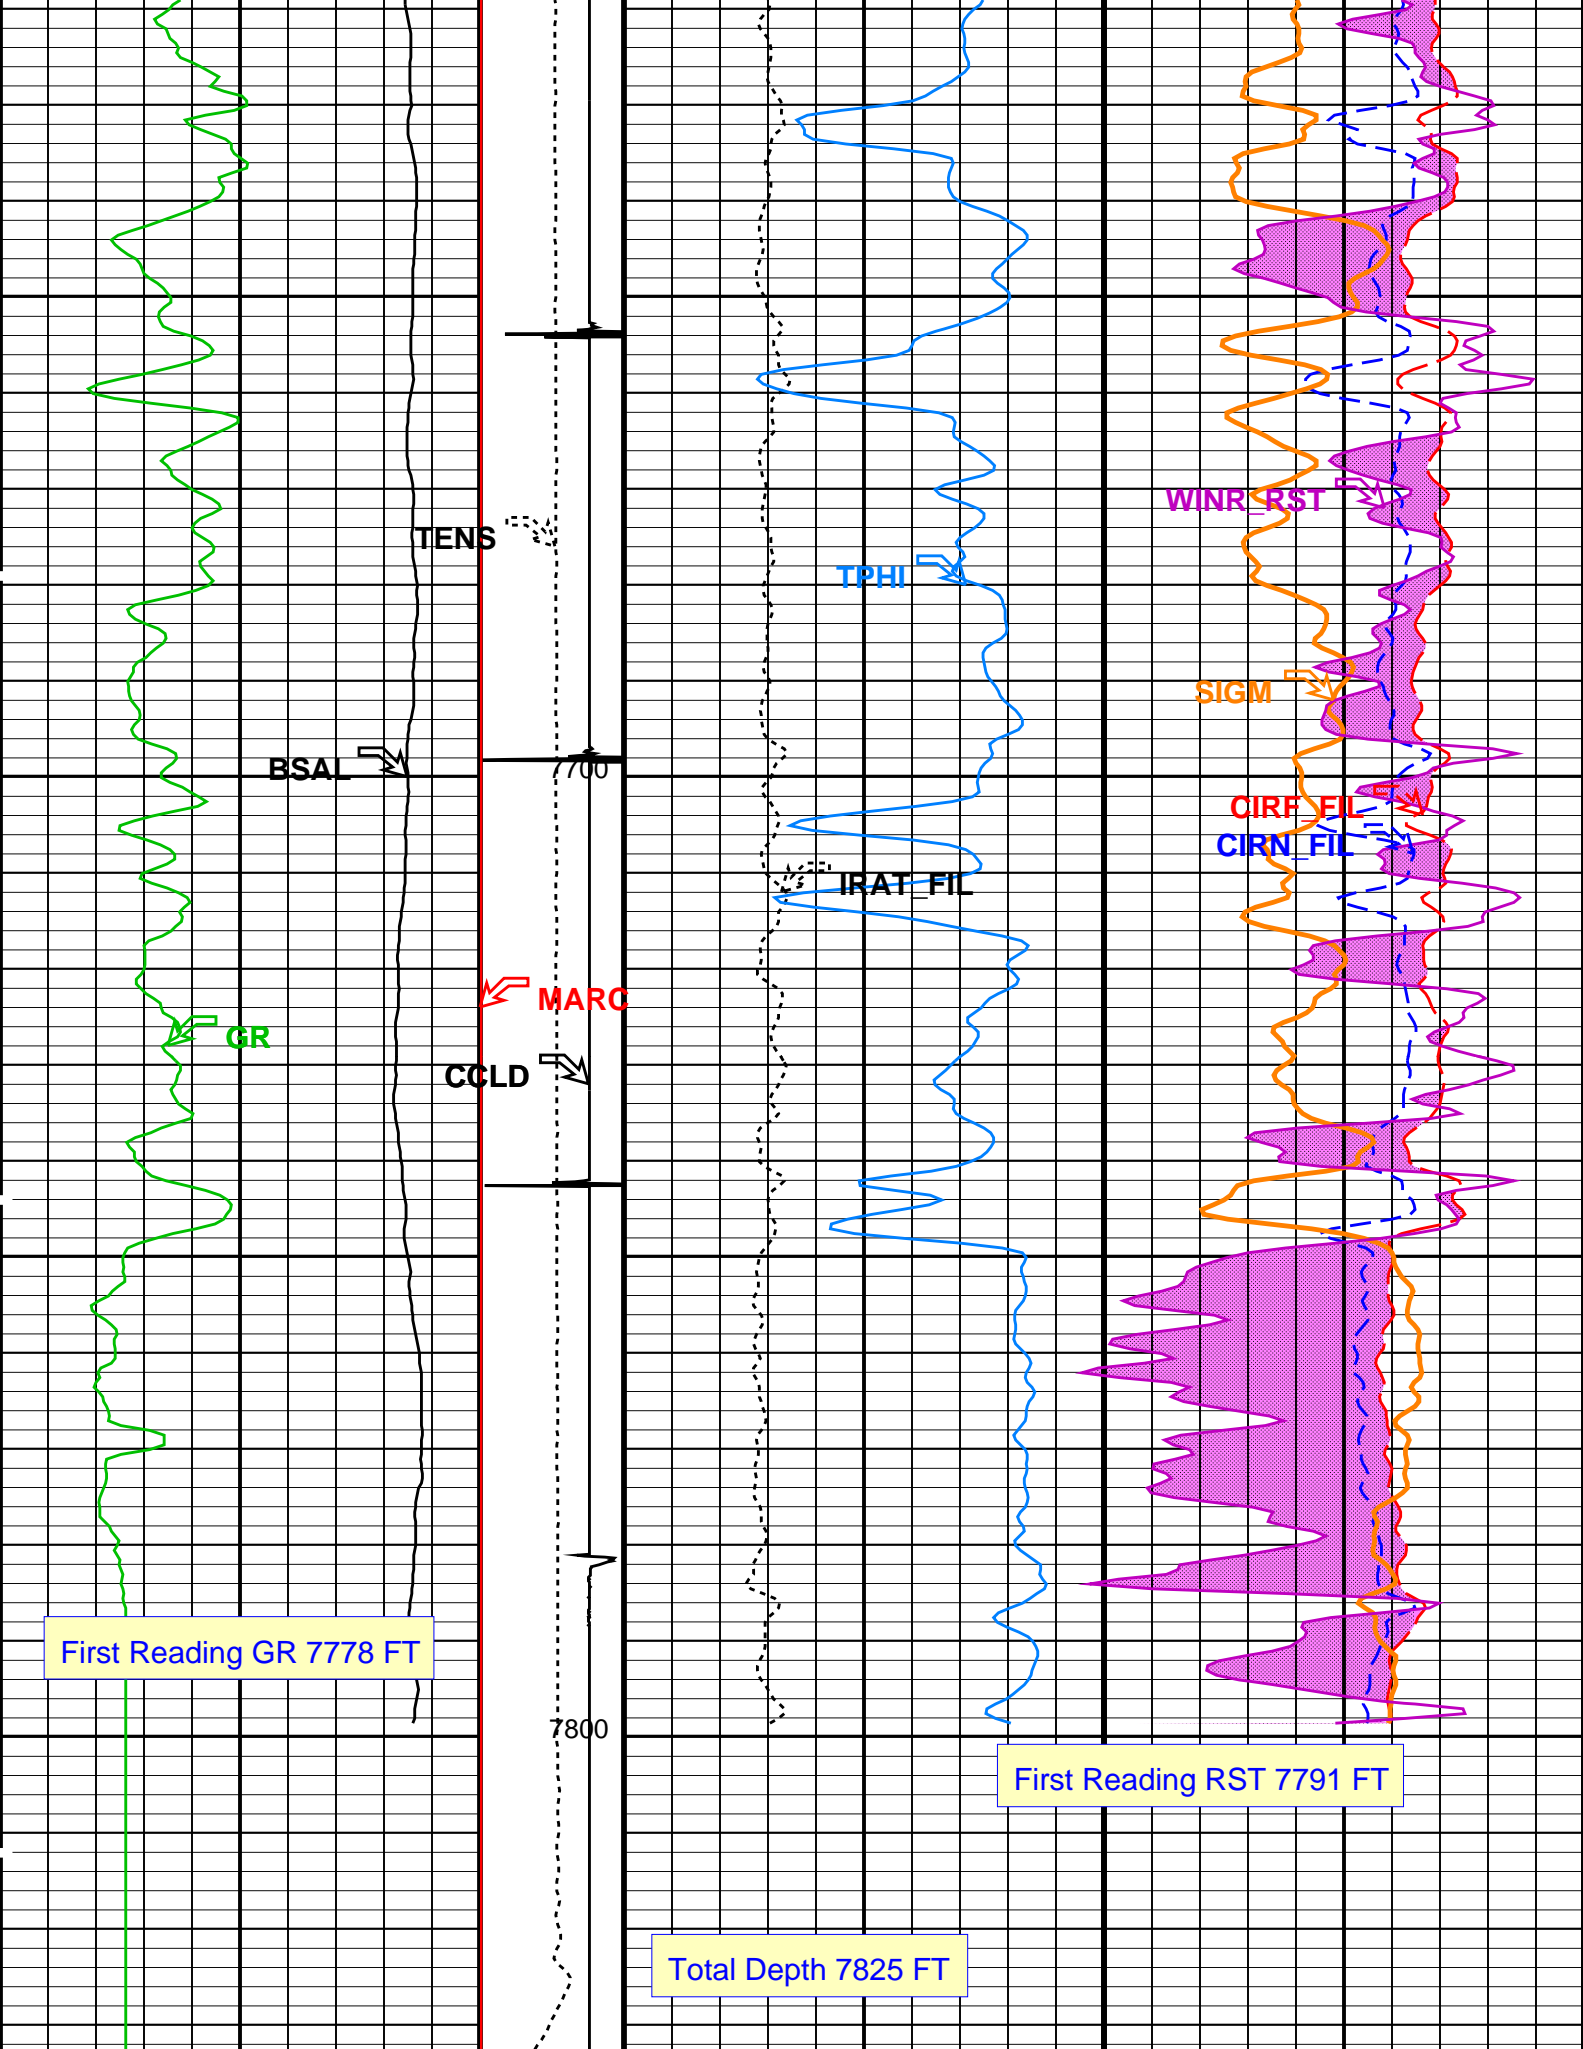 WINR_RST
TENS
TPHI
SIGM
BSAL
7700
CIRF_FIL
CIRN_FIL
IRAT_FIL
MARC
GR
CCLD
First Reading GR 7778 FT
7800
First Reading RST 7791 FT
Total Depth 7825 FT